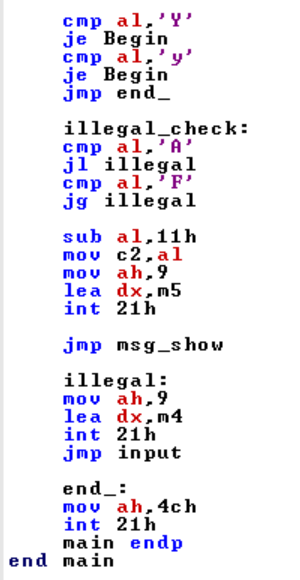 cmp al,'Y'
je Begin
cmp al,'y'
je Begin
jmp end_
illegal_check:
cmp al,'A'
jl illegal
cmp al,'F'
jg illegal
sub al,11h
mov c2,al
mov ah,9
lea dx,m5
int 21h
jmp msg_show
illegal:
mov ah,9
lea dx,m4
int 21h
jmp input
end_:
mov ah,4ch
int 21h
main endp
end main